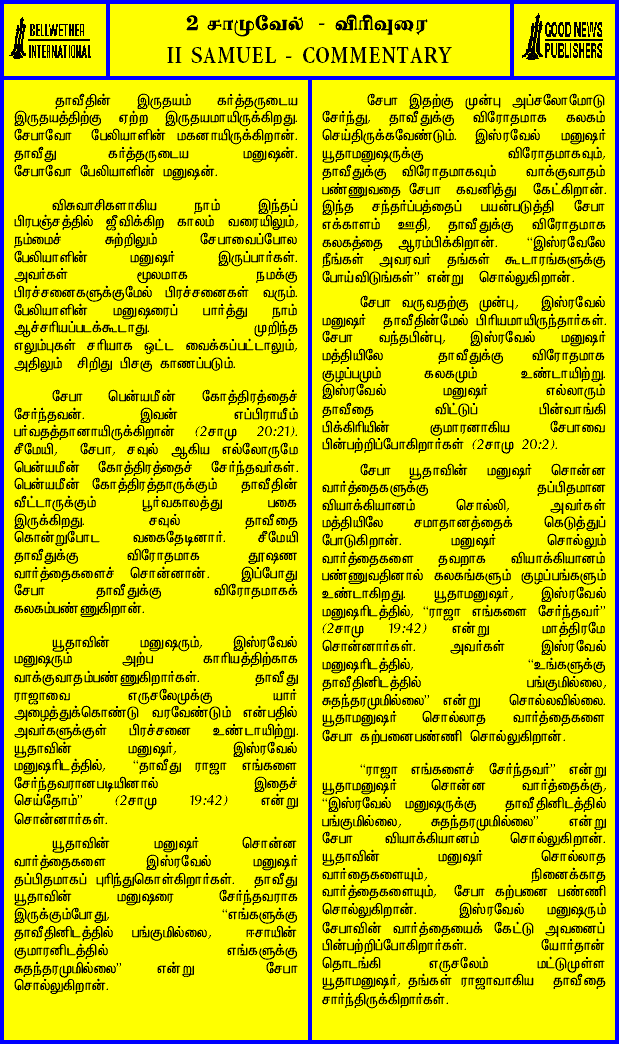 BELLWETHER
INTERNATIONAL
2 சாமுவேல் - விரிவுரை
II SAMUEL - COMMENTARY
GOOD NEWS
PUBLISHERS
தாவீதின் இருதயம் கர்த்தருடைய
இருதயத்திற்கு ஏற்ற இருதயமாயிருக்கிறது.
சேபாவோ பேலியாளின் மகனாயிருக்கிறான்.
தாவீது கர்த்தருடைய மனுஷன்.
சேபாவோ பேலியாளின் மனுஷன்.
விசுவாசிகளாகிய நாம் இந்தப்
பிரபஞ்சத்தில் ஜீவிக்கிற காலம் வரையிலும்,
நம்மைச் சுற்றிலும் சேபாவைப்போல
பேலியாளின் மனுஷர் இருப்பார்கள்.
அவர்கள் மூலமாக நமக்கு
பிரச்சனைகளுக்குமேல் பிரச்சனைகள் வரும்.
பேலியாளின் மனுஷரைப் பார்த்து நாம்
ஆச்சரியப்படக்கூடாது. முறிந்த
எலும்புகள் சரியாக ஒட்ட வைக்கப்பட்டாலும்,
அதிலும் சிறிது பிசகு காணப்படும்.
சேபா பென்யமீன் கோத்திரத்தைச்
சேர்ந்தவன். இவன் எப்பிராயீம்
பர்வதத்தானாயிருக்கிறான் (2சாமு 20:21).
சீமேயி, சேபா, சவுல் ஆகிய எல்லோருமே
பென்யமீன் கோத்திரத்தைச் சேர்ந்தவர்கள்.
பென்யமீன் கோத்திரத்தாருக்கும் தாவீதின்
வீட்டாருக்கும் பூர்வகாலத்து பகை
இருக்கிறது. சவுல் தாவீதை
கொன்றுபோட வகைதேடினார். சீமேயி
தாவீதுக்கு விரோதமாக தூஷண
வார்த்தைகளைச் சொன்னான். இப்போது
சேபா தாவீதுக்கு விரோதமாகக்
கலகம்பண்ணுகிறான்.
யூதாவின் மனுஷரும், இஸ்ரவேல்
மனுஷரும் அற்ப காரியத்திற்காக
வாக்குவாதம்பண்ணுகிறார்கள். தாவீது
ராஜாவை எருசலேமுக்கு யார்
அழைத்துக்கொண்டு வரவேண்டும் என்பதில்
அவர்களுக்குள் பிரச்சனை உண்டாயிற்று.
யூதாவின் மனுஷர், இஸ்ரவேல்
மனுஷரிடத்தில், “தாவீது ராஜா எங்களை
சேர்ந்தவரானபடியினால் இதைச்
செய்தோம்” (2சாமு 19:42) என்று
சொன்னார்கள்.
யூதாவின் மனுஷர் சொன்ன
வார்த்தைகளை இஸ்ரவேல் மனுஷர்
தப்பிதமாகப் புரிந்துகொள்கிறார்கள். தாவீது
யூதாவின் மனுஷரை சேர்ந்தவராக
இருக்கும்போது, “எங்களுக்கு
தாவீதினிடத்தில் பங்குமில்லை, ஈசாயின்
குமாரனிடத்தில் எங்களுக்கு
சுதந்தரமுமில்லை” என்று சேபா
சொல்லுகிறான்.
சேபா இதற்கு முன்பு அப்சலோமோடு
சேர்ந்து, தாவீதுக்கு விரோதமாக கலகம்
செய்திருக்கவேண்டும். இஸ்ரவேல் மனுஷர்
யூதாமனுஷருக்கு விரோதமாகவும்,
தாவீதுக்கு விரோதமாகவும் வாக்குவாதம்
பண்ணுவதை சேபா கவனித்து கேட்கிறான்.
இந்த சந்தர்ப்பத்தைப் பயன்படுத்தி சேபா
எக்காளம் ஊதி, தாவீதுக்கு விரோதமாக
கலகத்தை ஆரம்பிக்கிறான். “இஸ்ரவேலே
நீங்கள் அவரவர் தங்கள் கூடாரங்களுக்கு
போய்விடுங்கள்” என்று சொல்லுகிறான்.
சேபா வருவதற்கு முன்பு, இஸ்ரவேல்
மனுஷர் தாவீதின்மேல் பிரியமாயிருந்தார்கள்.
சேபா வந்தபின்பு, இஸ்ரவேல் மனுஷர்
மத்தியிலே தாவீதுக்கு விரோதமாக
குழப்பமும் கலகமும் உண்டாயிற்று.
இஸ்ரவேல் மனுஷர் எல்லாரும்
தாவீதை விட்டுப் பின்வாங்கி
பிக்கிரியின் குமாரனாகிய சேபாவை
பின்பற்றிப்போகிறார்கள் (2சாமு 20:2).
சேபா யூதாவின் மனுஷர் சொன்ன
வார்த்தைகளுக்கு தப்பிதமான
வியாக்கியானம் சொல்லி, அவர்கள்
மத்தியிலே சமாதானத்தைக் கெடுத்துப்
போடுகிறான். மனுஷர் சொல்லும்
வார்த்தைகளை தவறாக வியாக்கியானம்
பண்ணுவதினால் கலகங்களும் குழப்பங்களும்
உண்டாகிறது. யூதாமனுஷர், இஸ்ரவேல்
மனுஷரிடத்தில், “ராஜா எங்களை சேர்ந்தவர்”
(2சாமு 19:42) என்று மாத்திரமே
சொன்னார்கள். அவர்கள் இஸ்ரவேல்
மனுஷரிடத்தில், “உங்களுக்கு
தாவீதினிடத்தில் பங்குமில்லை,
சுதந்தரமுமில்லை” என்று சொல்லவில்லை.
யூதாமனுஷர் சொல்லாத வார்த்தைகளை
சேபா கற்பனைபண்ணி சொல்லுகிறான்.
“ராஜா எங்களைச் சேர்ந்தவர்” என்று
யூதாமனுஷர் சொன்ன வார்த்தைக்கு,
“இஸ்ரவேல் மனுஷருக்கு தாவீதினிடத்தில்
பங்குமில்லை, சுதந்தரமுமில்லை” என்று
சேபா வியாக்கியானம் சொல்லுகிறான்.
யூதாவின் மனுஷர் சொல்லாத
வார்தைகளையும், நினைக்காத
வார்த்தைகளையும், சேபா கற்பனை பண்ணி
சொல்லுகிறான். இஸ்ரவேல் மனுஷரும்
சேபாவின் வார்த்தையைக் கேட்டு அவனைப்
பின்பற்றிப்போகிறார்கள். யோர்தான்
தொடங்கி எருசலேம் மட்டுமுள்ள
யூதாமனுஷர், தங்கள் ராஜாவாகிய தாவீதை
சார்ந்திருக்கிறார்கள்.